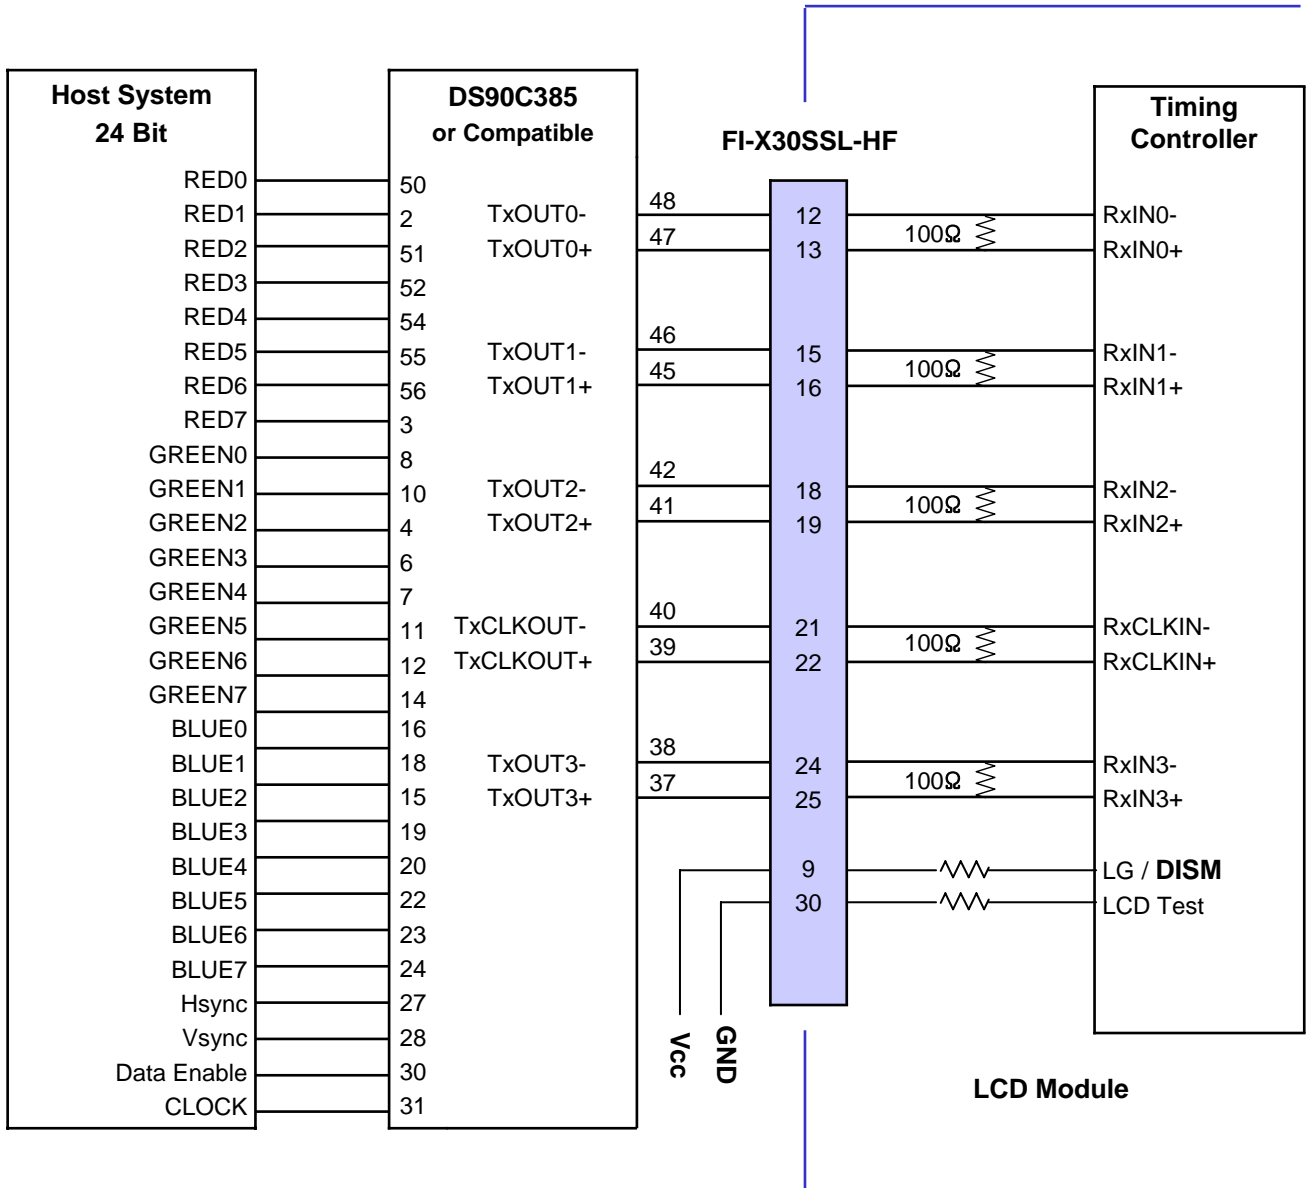 Host System
24 Bit
RED0
RED1
RED2
RED3
RED4
RED5
RED6
RED7
GREEN0
GREEN1
GREEN2
GREEN3
GREEN4
GREEN5
GREEN6
GREEN7
BLUE0
BLUE1
BLUE2
BLUE3
BLUE4
BLUE5
BLUE6
BLUE7
Hsync
Vsync
Data Enable
CLOCK
DS90C385
or Compatible
50
2
51
52
54
55
56
3
8
10
4
6
7
11
12
14
16
18
15
19
20
22
23
24
27
28
30
31
TxOUT0-
TxOUT0+
TxOUT1-
TxOUT1+
TxOUT2-
TxOUT2+
TxCLKOUT-
TxCLKOUT+
TxOUT3-
TxOUT3+
48
47
46
45
42
41
40
39
38
37
Vcc
GND
FI-X30SSL-HF
12
13
15
16
18
19
21
22
24
25
9
30
100Ω
100Ω
100Ω
100Ω
100Ω
Timing
Controller
RxIN0-
RxIN0+
RxIN1-
RxIN1+
RxIN2-
RxIN2+
RxCLKIN-
RxCLKIN+
RxIN3-
RxIN3+
LG / DISM
LCD Test
LCD Module